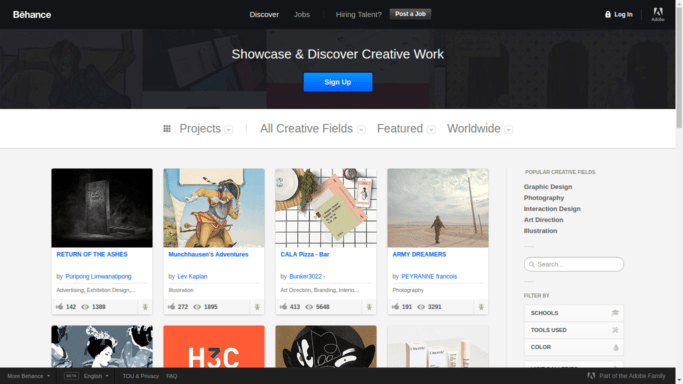 Bēhance
Discover Jobs Hiring Talent? Post a Job
Log In
Adobe
Showcase & Discover Creative Work
Sign Up
Projects All Creative Fields Featured Worldwide
POPULAR CREATIVE FIELDS
Graphic Design
Photography
Interaction Design
Art Direction
Illustration
Search...
FILTER BY
SCHOOLS
TOOLS USED
COLOR
RETURN OF THE ASHES
by Puripong Limwanatipong
Advertising, Exhibition Design,...
142 1389
Munchhausen's Adventures
by Lev Kaplan
Illustration
272 1895
CALA Pizza - Bar
by Bunker3022 -
Art Direction, Branding, Interio...
413 5648
ARMY DREAMERS
by PEYRANNE francois
Photography
191 3291
H3C
More Behance BETA English TOU & Privacy FAQ
Part of the Adobe Family